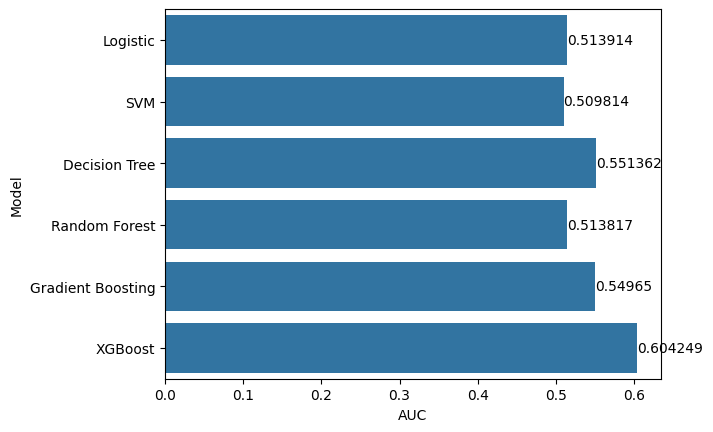 Model
Logistic
0.513914
SVM
0.509814
Decision Tree
0.551362
Random Forest
0.513817
Gradient Boosting
0.54965
XGBoost
0.604249
0.0 0.1 0.2 0.3 0.4 0.5 0.6
AUC